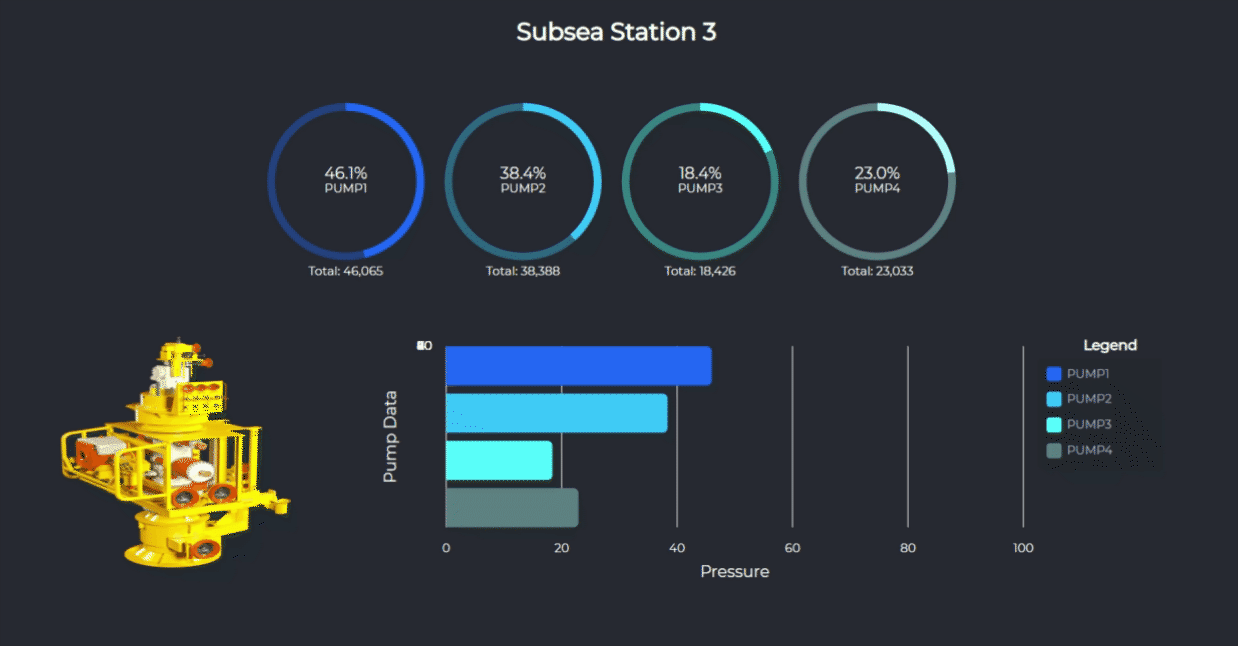 Subsea Station 3
46.1%
PUMP1
38.4%
PUMP2
18.4%
PUMP3
23.0%
PUMP4
Total: 46,065
Total: 38,388
Total: 18,426
Total: 23,033
Pump Data
0 20 40 60 80 100
Pressure
Legend
PUMP1
PUMP2
PUMP3
PUMP4